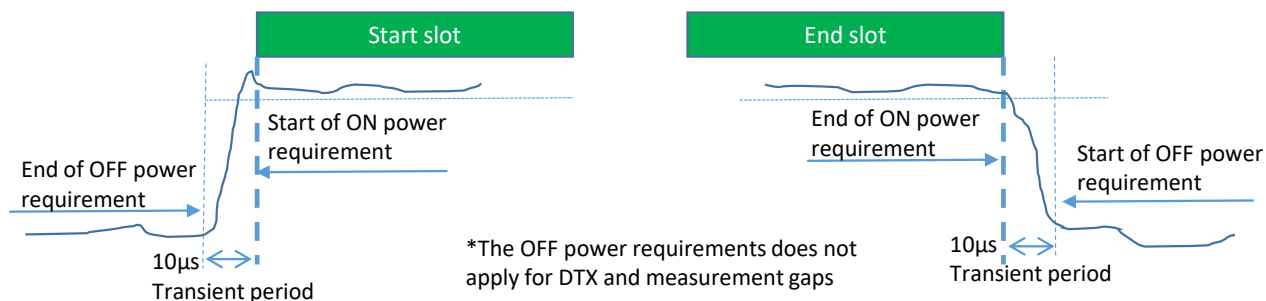 Start slot
End slot
Start of ON power
requirement
End of OFF power
requirement
10µs
Transient period
*The OFF power requirements does not
apply for DTX and measurement gaps
End of ON power
requirement
Start of OFF power
requirement
10µs
Transient period